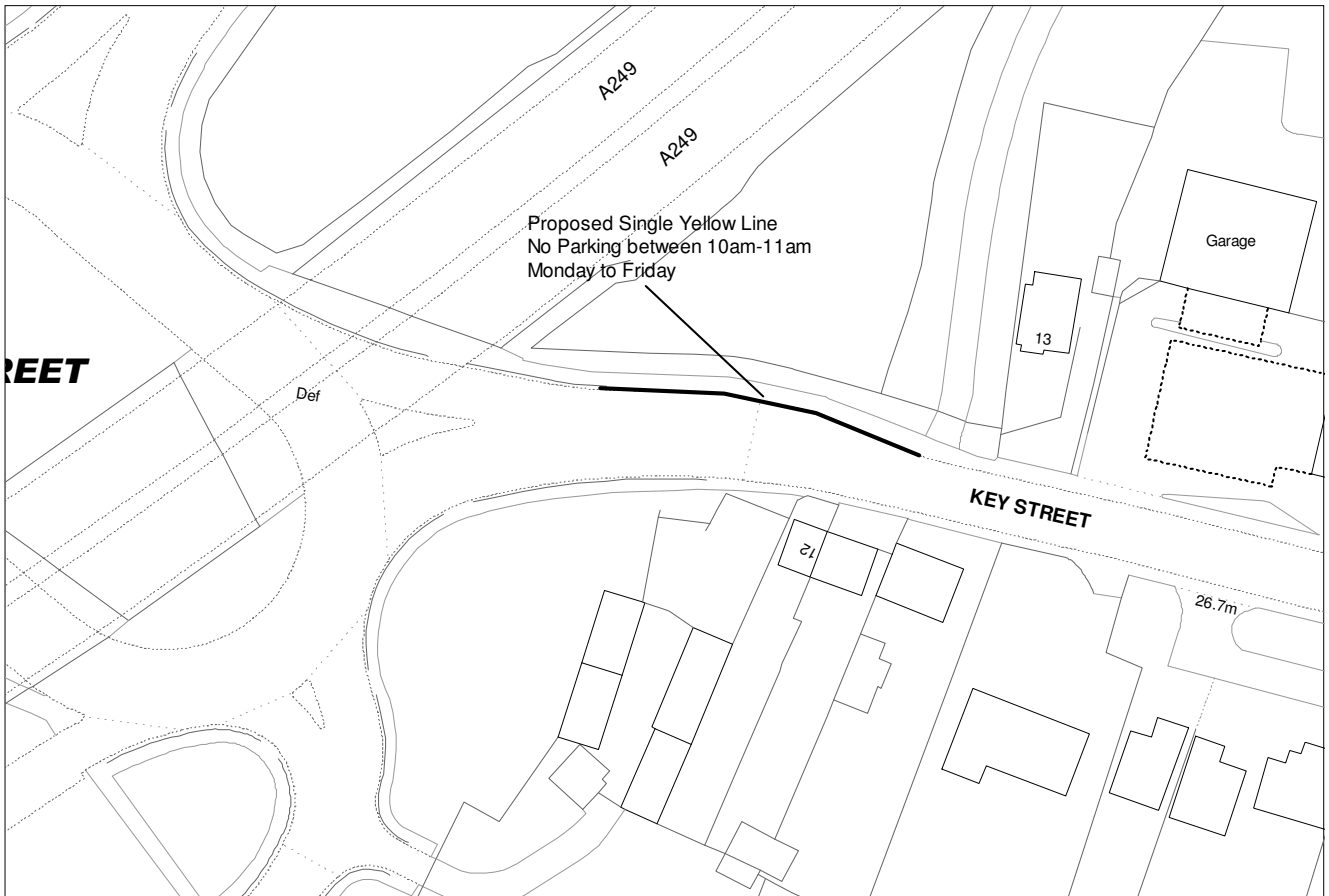 A249
A249
Proposed Single Yellow Line
No Parking between 10am-11am
Monday to Friday
Garage
13
REET
Def
KEY STREET
12
26.7m